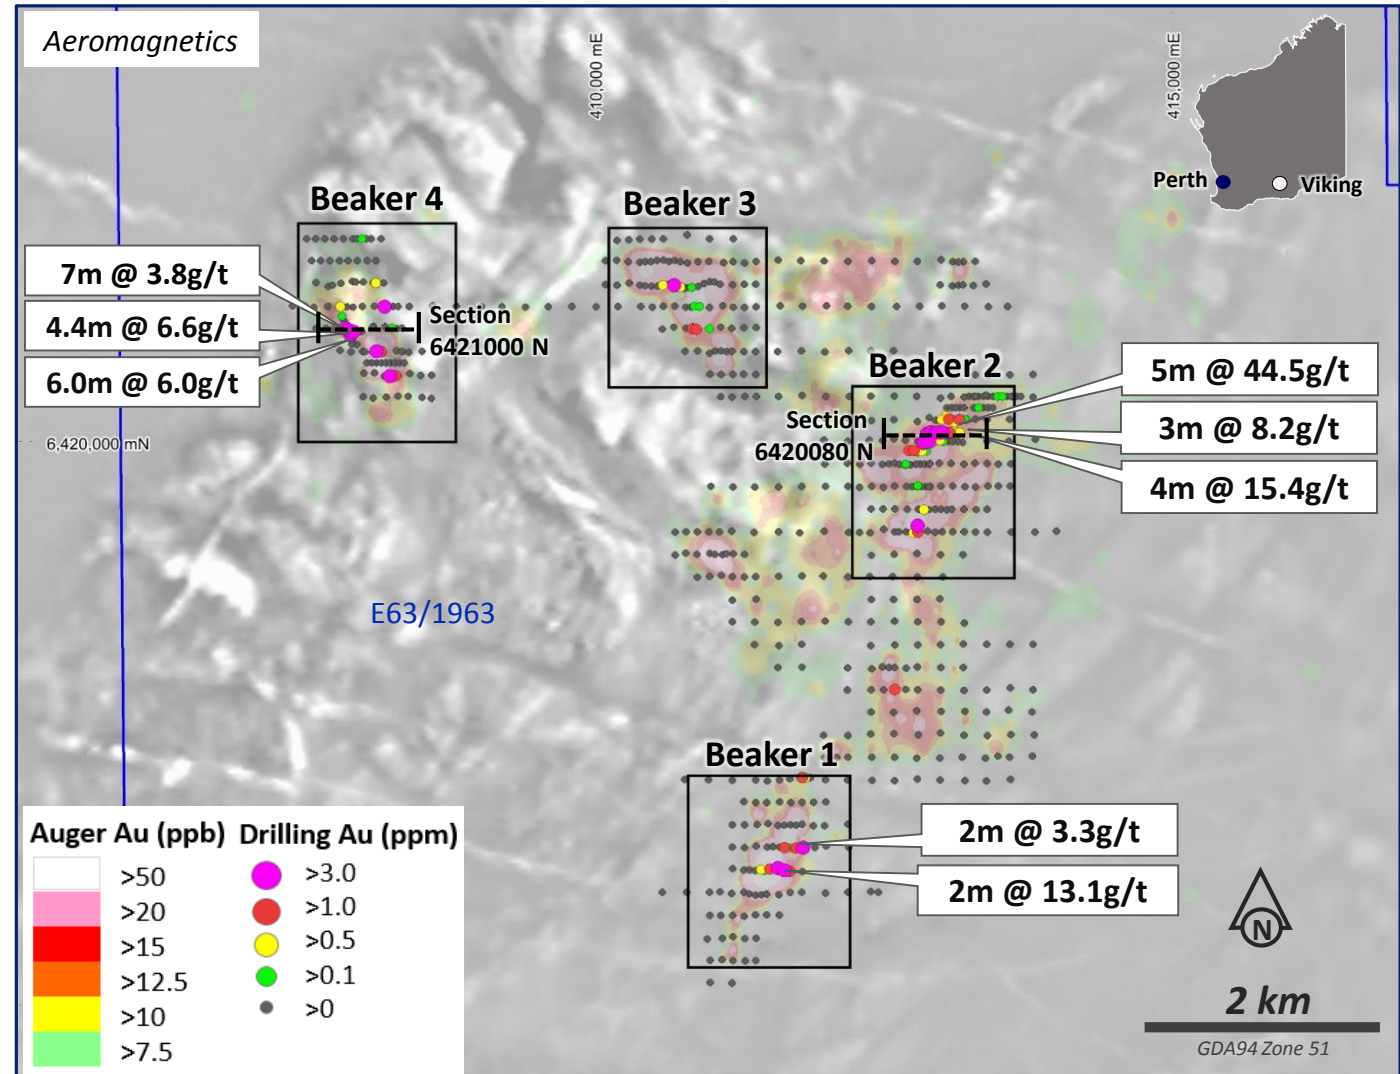 Aeromagnetics
410,000 mE
415,000 mE
Perth
Viking
Beaker 4
Beaker 3
7m @ 3.8g/t
4.4m @ 6.6g/t
6.0m @ 6.0g/t
Section
6421000 N
Beaker 2
5m @ 44.5g/t
3m @ 8.2g/t
4m @ 15.4g/t
Section
6420080 N
6,420,000 mN
E63/1963
Beaker 1
2m @ 3.3g/t
2m @ 13.1g/t
Auger Au (ppb)
>50
>20
>15
>12.5
>10
>7.5
Drilling Au (ppm)
>3.0
>1.0
>0.5
>0.1
>0
N
2 km
GDA94 Zone 51